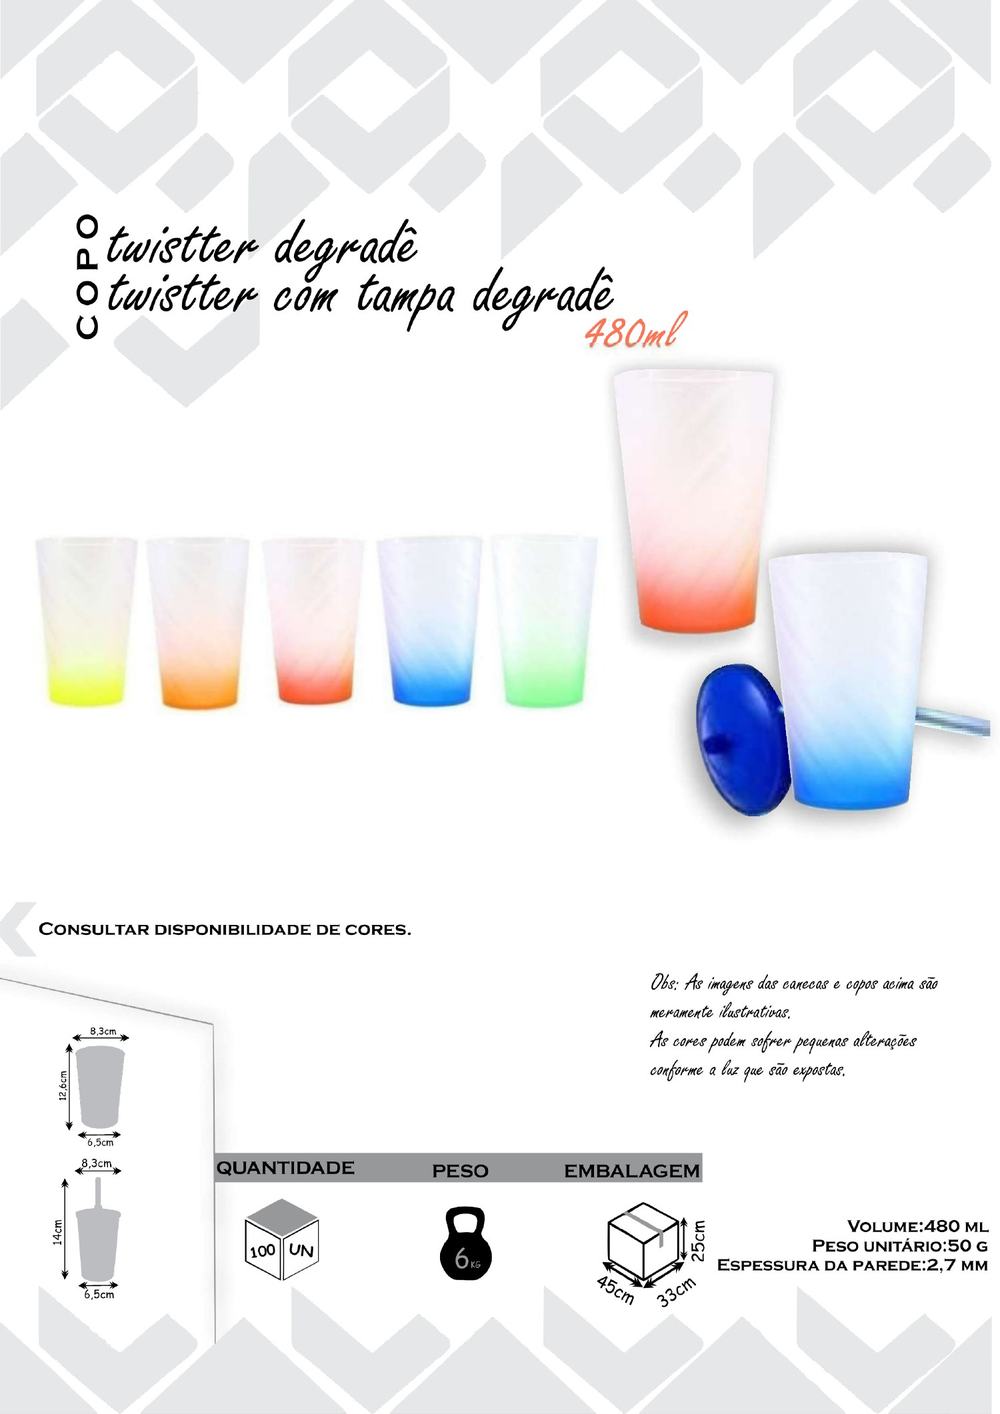 COPO
twistter degradê
twistter com tampa degradê
480ml
Consultar disponibilidade de cores.
Obs: As imagens das canecas e copos acima são
meramente ilustrativas.
As cores podem sofrer pequenas alterações
conforme a luz que são expostas.
8,3cm
12,6cm
6,5cm
8,3cm
14cm
6,5cm
QUANTIDADE PESO EMBALAGEM
100 UN
6 KG
25cm
45cm
33cm
Volume:480 ml
Peso unitário:50 g
Espessura da parede:2,7 mm